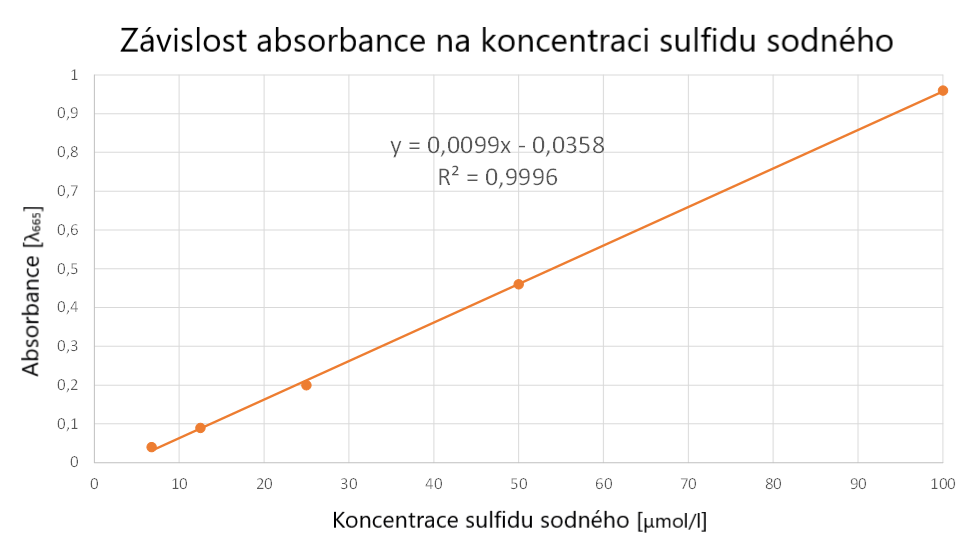 Závislost absorbance na koncentraci sulfidu sodného
1
0,9
0,8
0,7
0,6
0,5
0,4
0,3
0,2
0,1
0
y = 0,0099x - 0,0358
R² = 0,9996
Absorbance [λ₆₆₅]
0 10 20 30 40 50 60 70 80 90 100
Koncentrace sulfidu sodného [µmol/l]